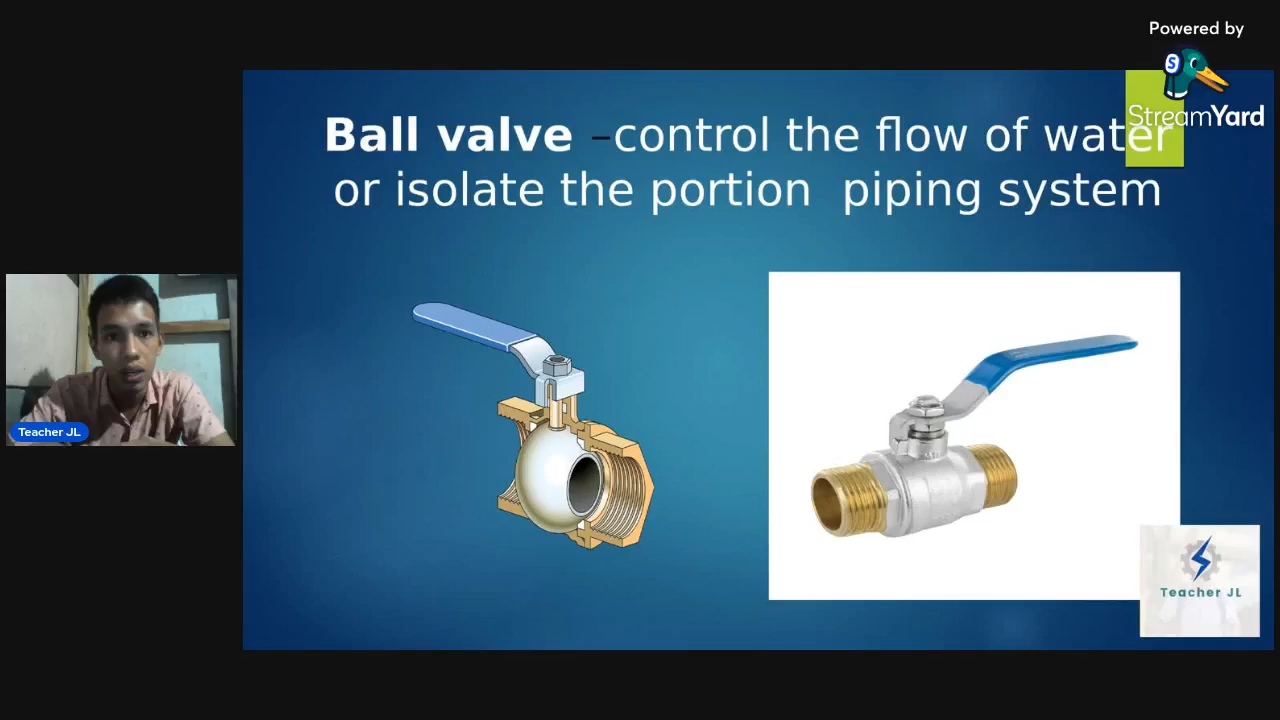 Powered by
StreamYard
Ball valve –control the flow of water
or isolate the portion piping system
Teacher JL
Teacher JL